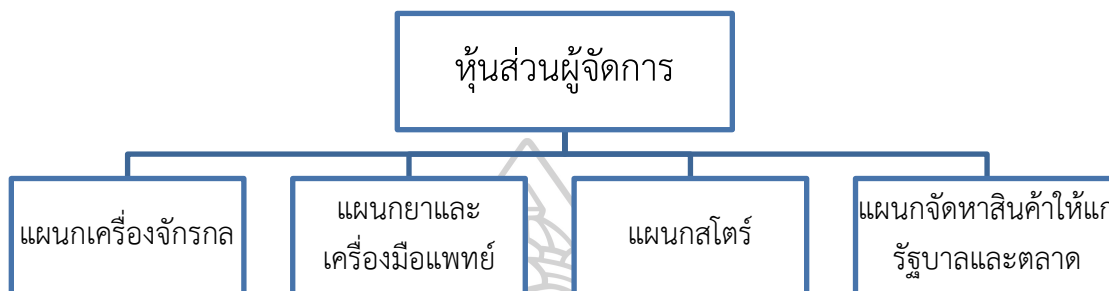 หุ้นส่วนผู้จัดการ
แผนกเครื่องจักรกล
แผนกยาและ
เครื่องมือแพทย์
แผนกสโตร์
แผนกจัดหาสินค้าให้แก
รัฐบาลและตลาด